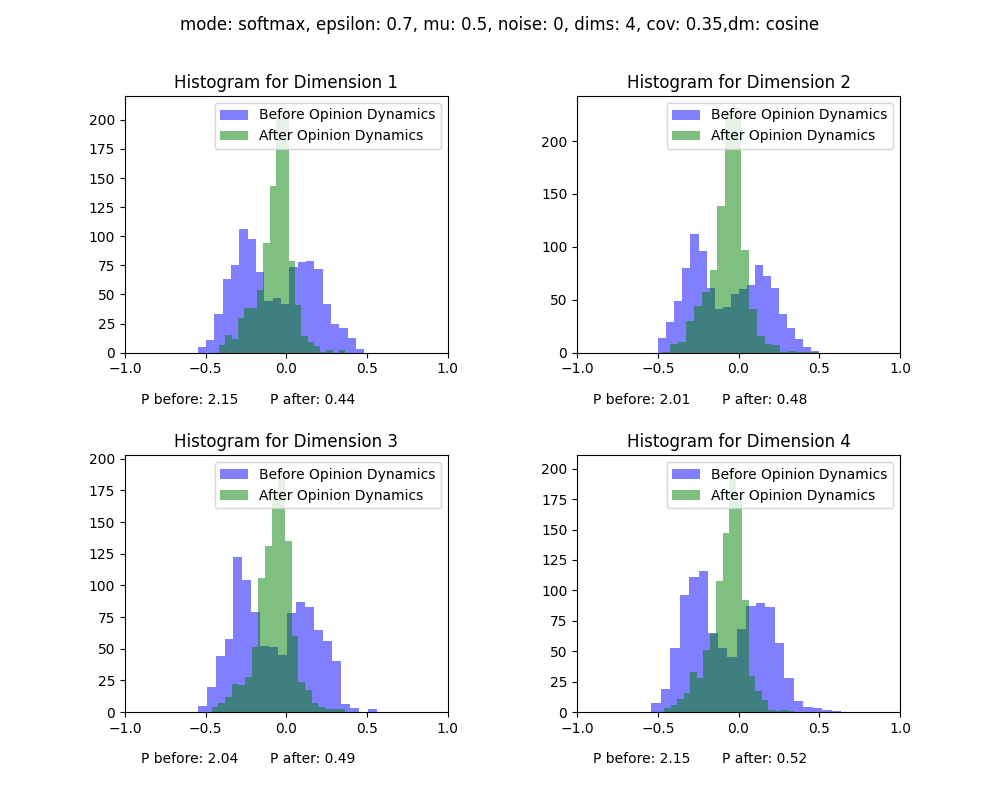 mode: softmax, epsilon: 0.7, mu: 0.5, noise: 0, dims: 4, cov: 0.35,dm: cosine
Histogram for Dimension 1
Before Opinion Dynamics
After Opinion Dynamics
200
175
150
125
100
75
50
25
0
−1.0 −0.5 0.0 0.5 1.0
P before: 2.15 P after: 0.44
Histogram for Dimension 2
Before Opinion Dynamics
After Opinion Dynamics
200
150
100
50
0
−1.0 −0.5 0.0 0.5 1.0
P before: 2.01 P after: 0.48
Histogram for Dimension 3
Before Opinion Dynamics
After Opinion Dynamics
200
175
150
125
100
75
50
25
0
−1.0 −0.5 0.0 0.5 1.0
P before: 2.04 P after: 0.49
Histogram for Dimension 4
Before Opinion Dynamics
After Opinion Dynamics
200
175
150
125
100
75
50
25
0
−1.0 −0.5 0.0 0.5 1.0
P before: 2.15 P after: 0.52